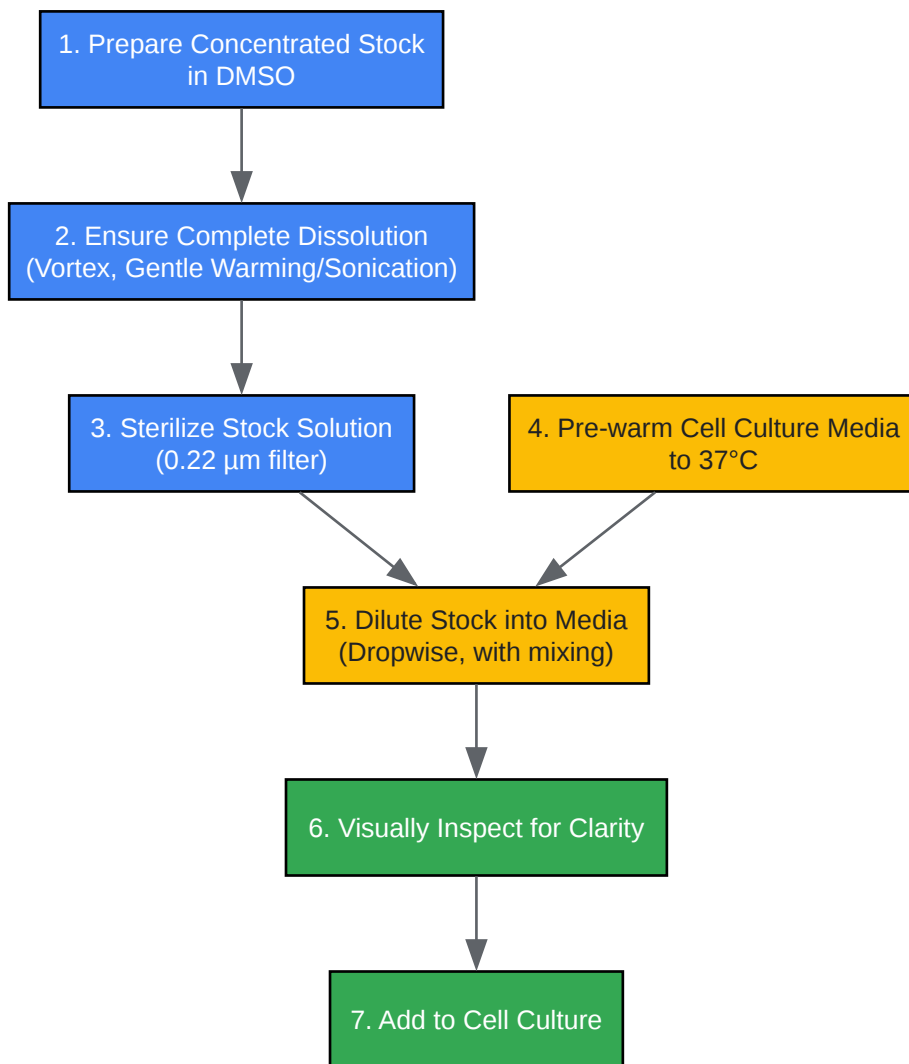 1. Prepare Concentrated Stock
in DMSO
2. Ensure Complete Dissolution
(Vortex, Gentle Warming/Sonication)
3. Sterilize Stock Solution
(0.22 µm filter)
4. Pre-warm Cell Culture Media
to 37°C
5. Dilute Stock into Media
(Dropwise, with mixing)
6. Visually Inspect for Clarity
7. Add to Cell Culture